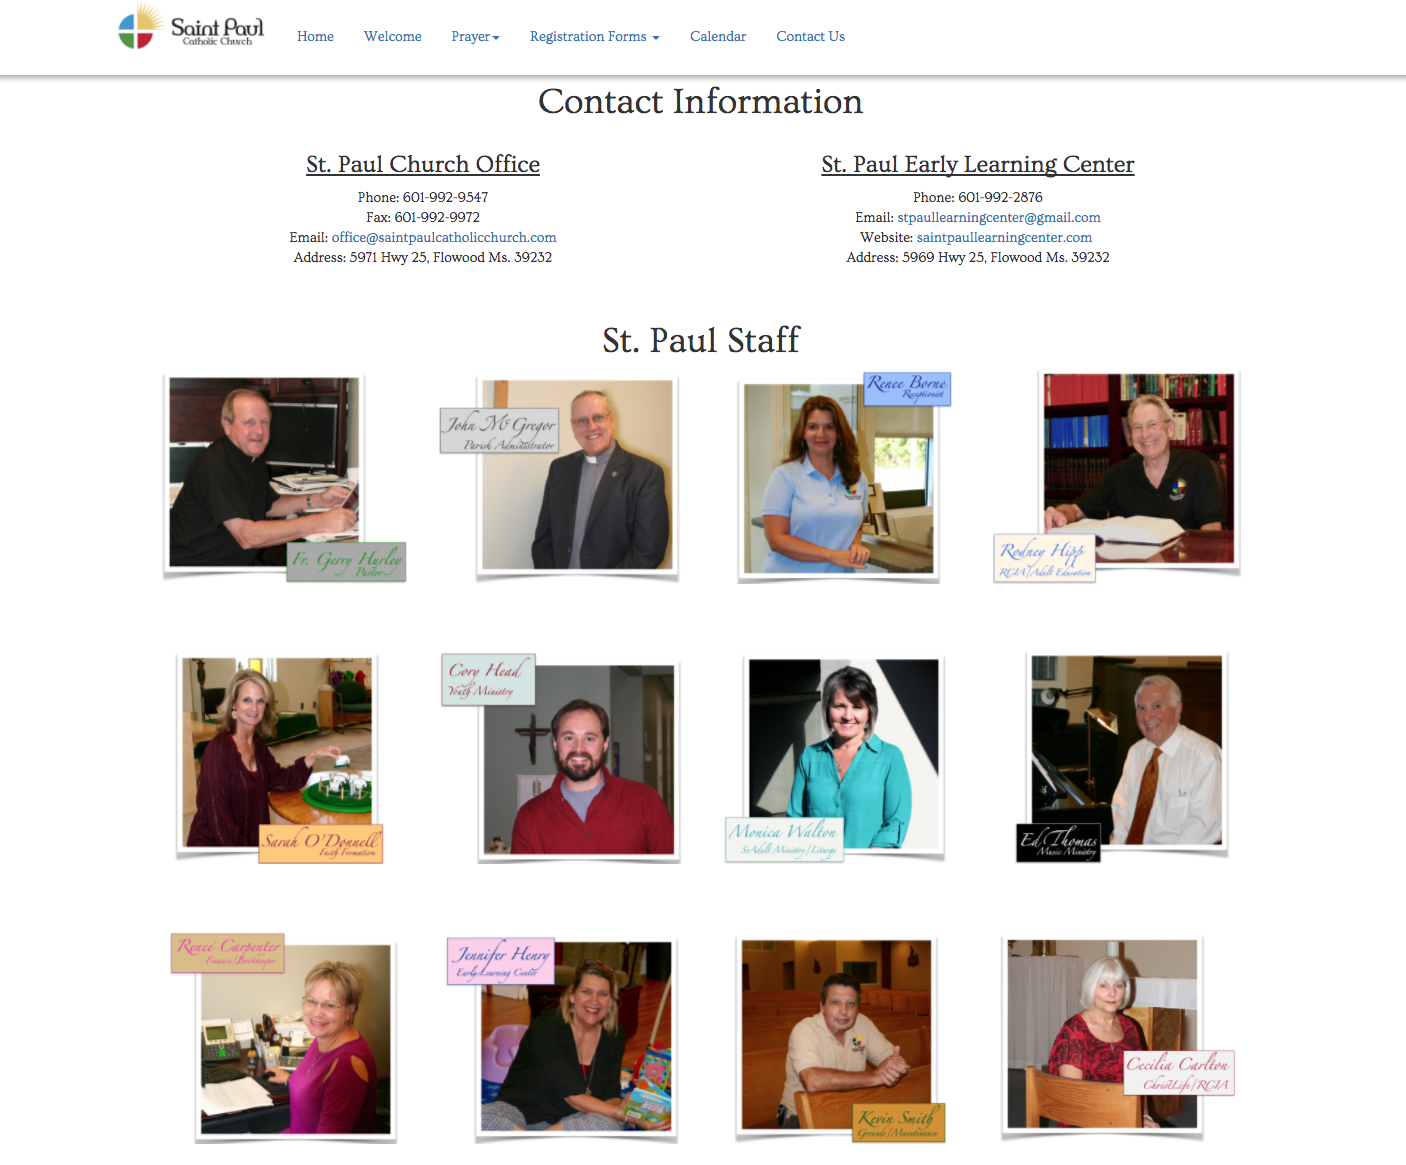 Saint Paul
Catholic Church
Home Welcome Prayer Registration Forms Calendar Contact Us
Contact Information
St. Paul Church Office
Phone: 601-992-9547
Fax: 601-992-9972
Email: office@saintpaulcatholicchurch.com
Address: 5971 Hwy 25, Flowood Ms. 39232
St. Paul Early Learning Center
Phone: 601-992-2876
Email: stpaullearningcenter@gmail.com
Website: saintpaullearningcenter.com
Address: 5969 Hwy 25, Flowood Ms. 39232
St. Paul Staff
Fr. Gerry Hurley
Pastor
John McGregor
Parish Administrator
Renee Borne
Receptionist
Rodney Hipp
RCIA/Adult Education
Sarah O'Donnell
Faith Formation
Cory Head
Youth Ministry
Monica Walton
SrAdult Ministry/Liturgy
Ed Thomas
Music Ministry
Renee Carpenter
Finance/Bookkeeper
Jennifer Henry
Early Learning Center
Kevin Smith
Grounds/Maintenance
Cecilia Carlton
ChristLife/RCIA